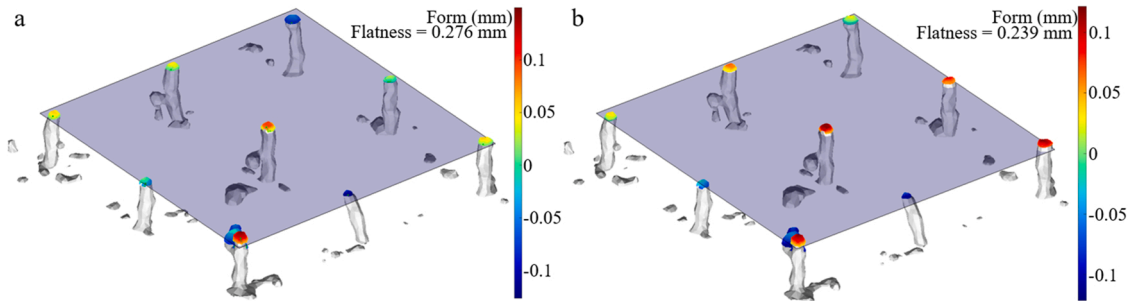 a
Form (mm)
Flatness = 0.276 mm
0.1
0.05
0
-0.05
-0.1
b
Form (mm)
Flatness = 0.239 mm
0.1
0.05
0
-0.05
-0.1